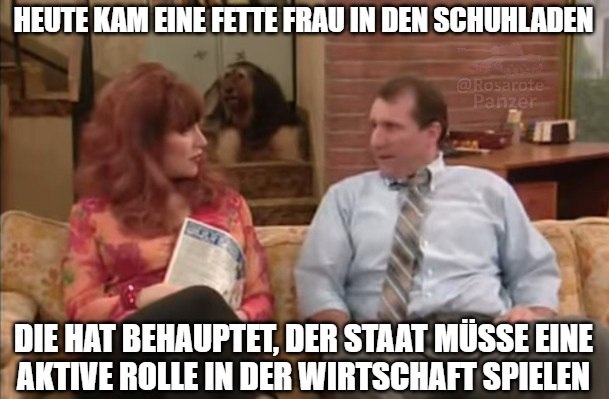 HEUTE KAM EINE FETTE FRAU IN DEN SCHUHLADEN
@Rosarote
Panzer
DIE HAT BEHAUPTET, DER STAAT MÜSSE EINE
AKTIVE ROLLE IN DER WIRTSCHAFT SPIELEN